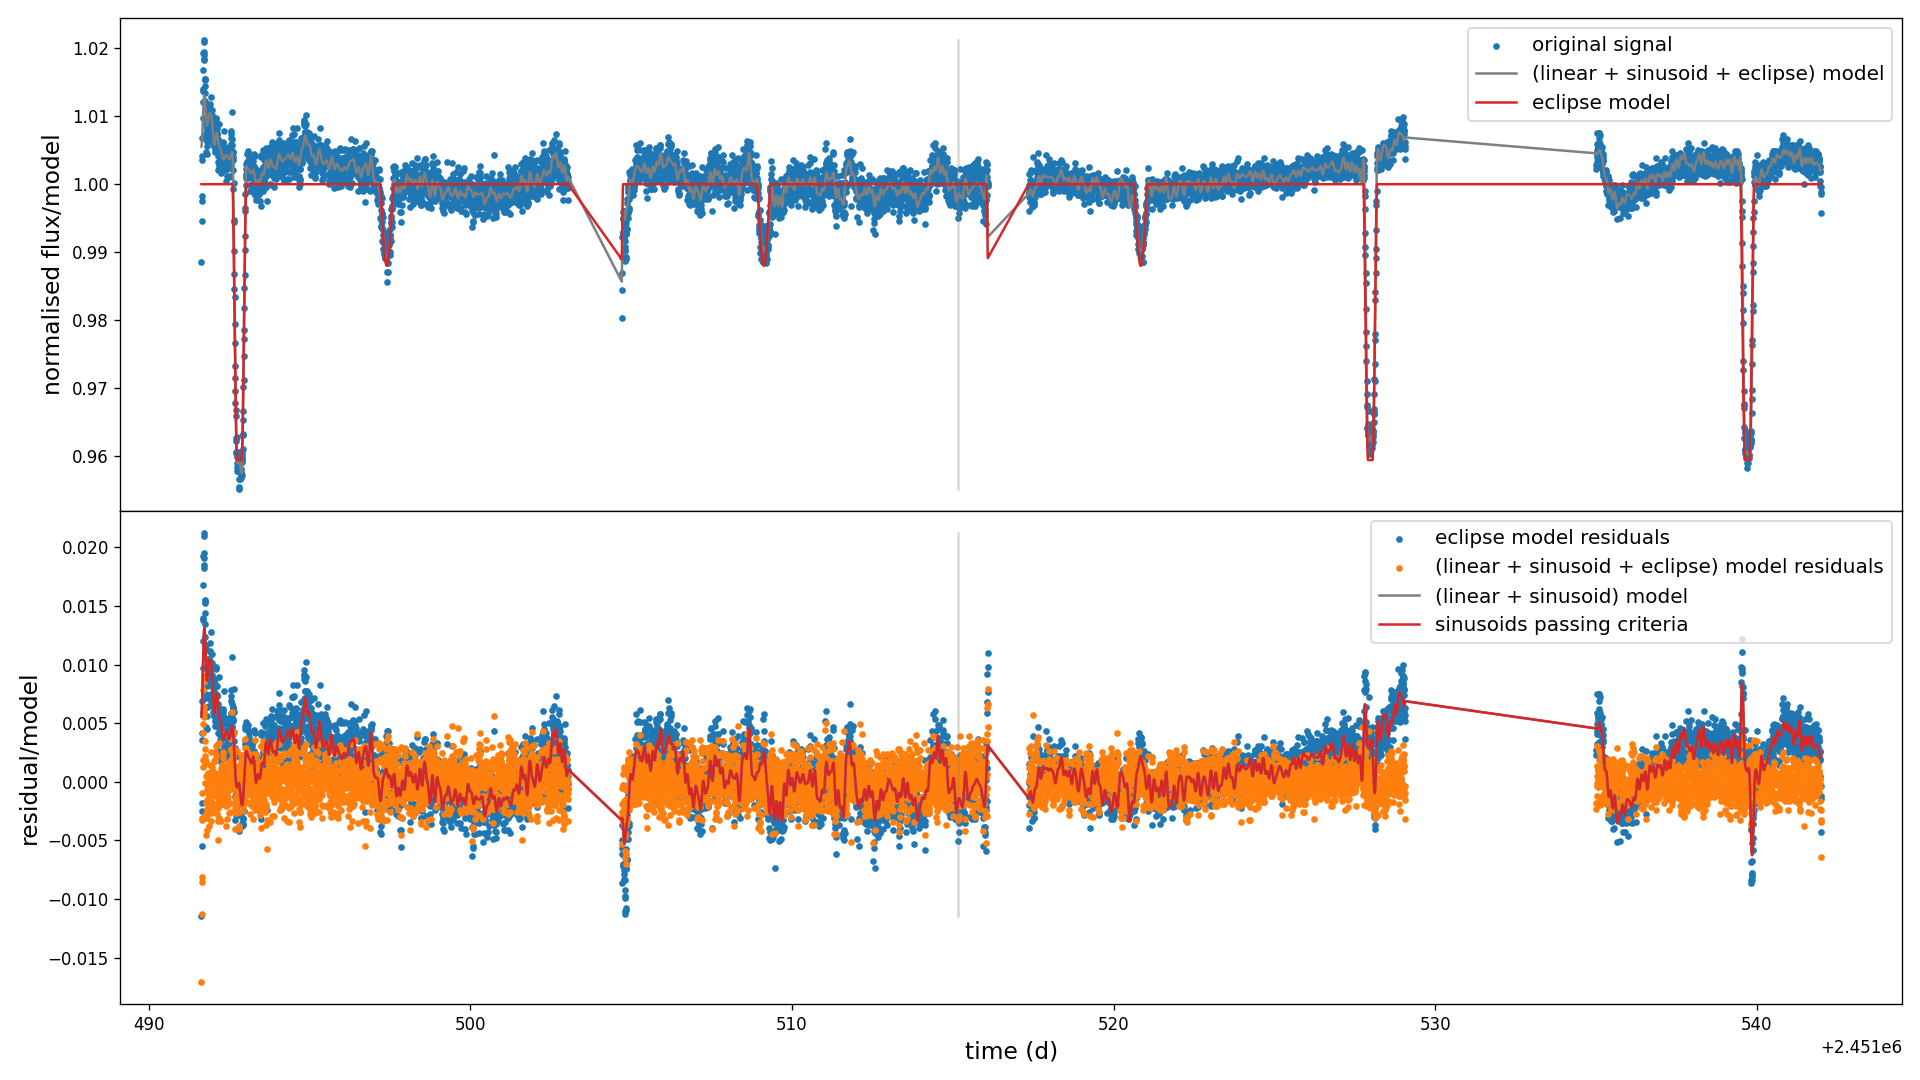 original signal
(linear + sinusoid + eclipse) model
eclipse model
normalised flux/model
1.02
1.01
1.00
0.99
0.98
0.97
0.96
eclipse model residuals
(linear + sinusoid + eclipse) model residuals
(linear + sinusoid) model
sinusoids passing criteria
residual/model
0.020
0.015
0.010
0.005
0.000
−0.005
−0.010
−0.015
490 500 510 520 530 540
+2.451e6
time (d)